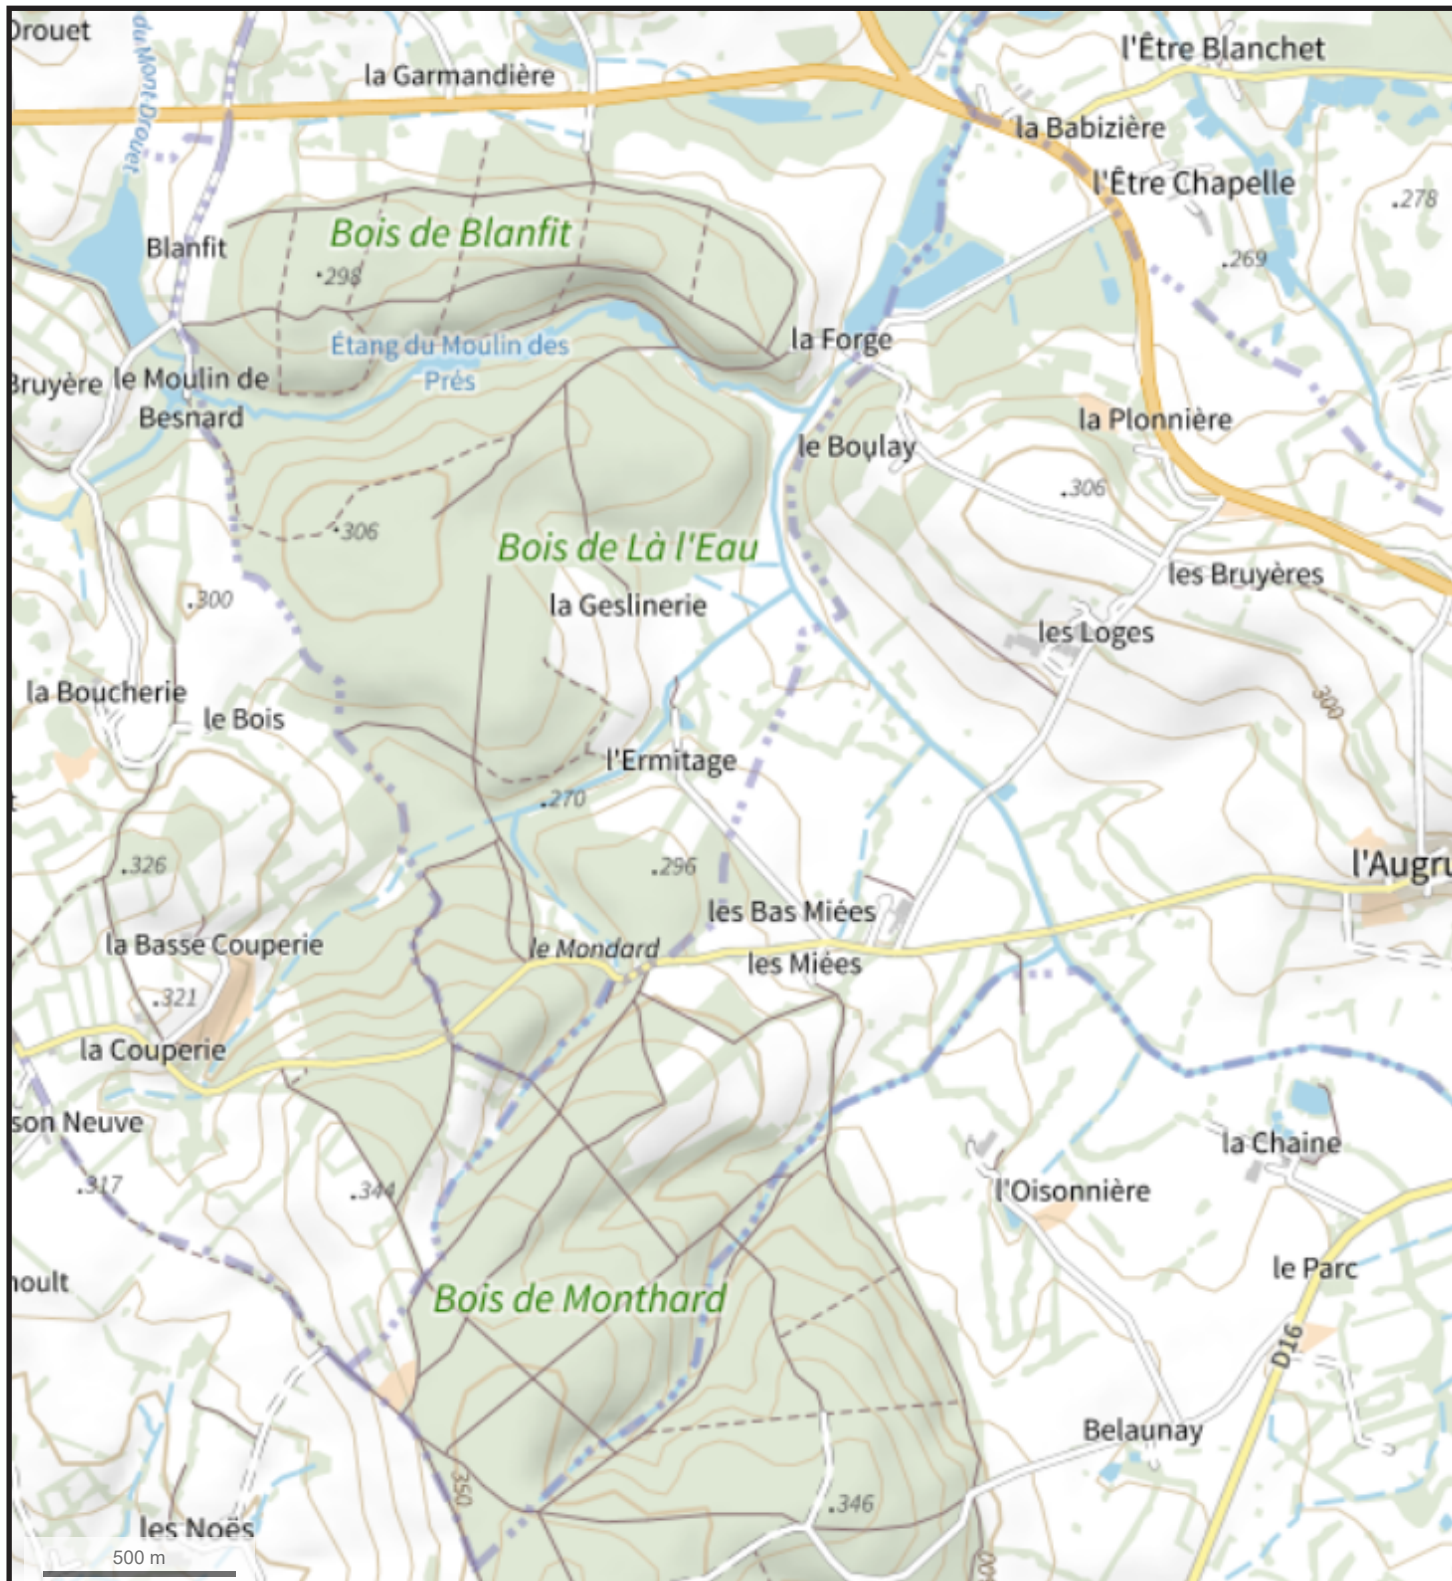 Drouet
du Mont-Drouet
la Garmandière
l'Être Blanchet
la Babizière
l'Être Chapelle
.278
Bois de Blanfit
Blanfit
.269
.298
Étang du Moulin des
Prés
la Forge
Bruyère
le Moulin de
Besnard
la Plonnière
le Boulay
.306
.306
Bois de Là l'Eau
les Bruyères
.300
la Geslinerie
les Loges
la Boucherie
le Bois
300
l'Ermitage
.270
.326
.296
l'Augru
les Bas Miées
la Basse Couperie
le Mondard
les Miées
.321
la Couperie
son Neuve
la Chaine
.317
.344
l'Oisonnière
le Parc
noult
Bois de Monthard
D16
Belaunay
350
.346
les Noës
500 m